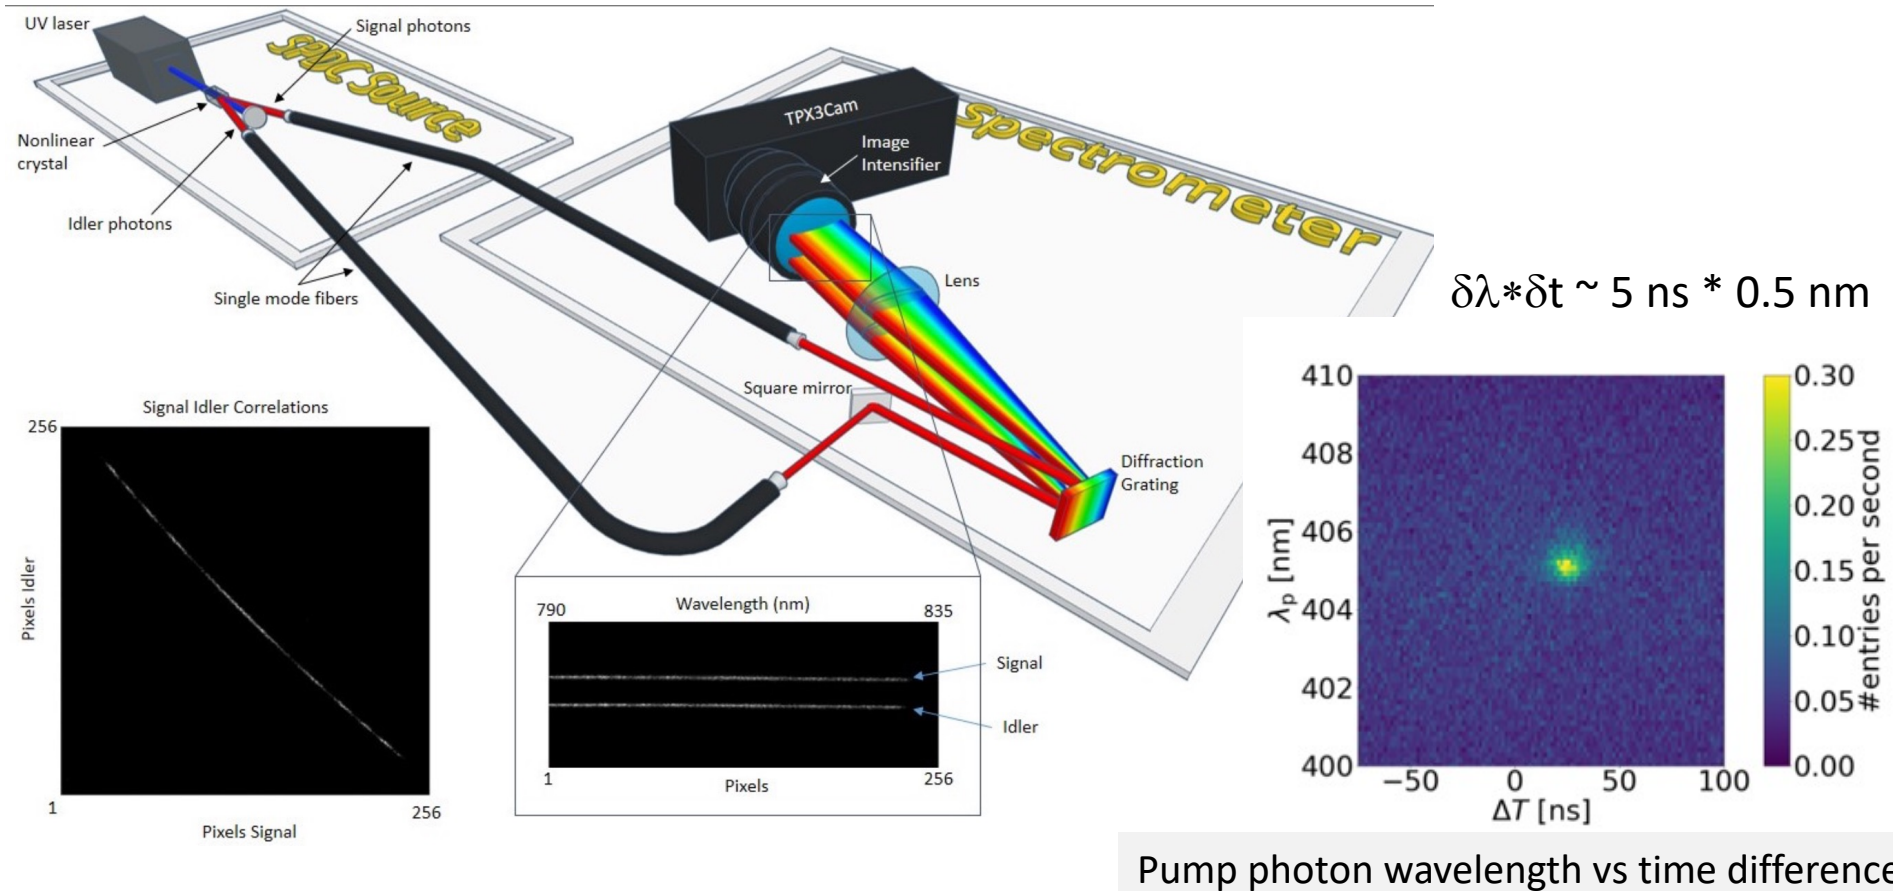 UV laser
Signal photons
SPDC Source
Nonlinear
crystal
Idler photons
Single mode fibers
TPX3Cam
Image
Intensifier
Spectrometer
Lens
Square mirror
Diffraction
Grating
δλ*δt ~ 5 ns * 0.5 nm
Signal Idler Correlations
256
Pixels Idler
1
256
Pixels Signal
790
Wavelength (nm)
835
Signal
Idler
1
Pixels
256
410
408
406
404
402
400
λp [nm]
−50
0
50
100
ΔT [ns]
0.30
0.25
0.20
0.15
0.10
0.05
0.00
#entries per second
Pump photon wavelength vs time difference